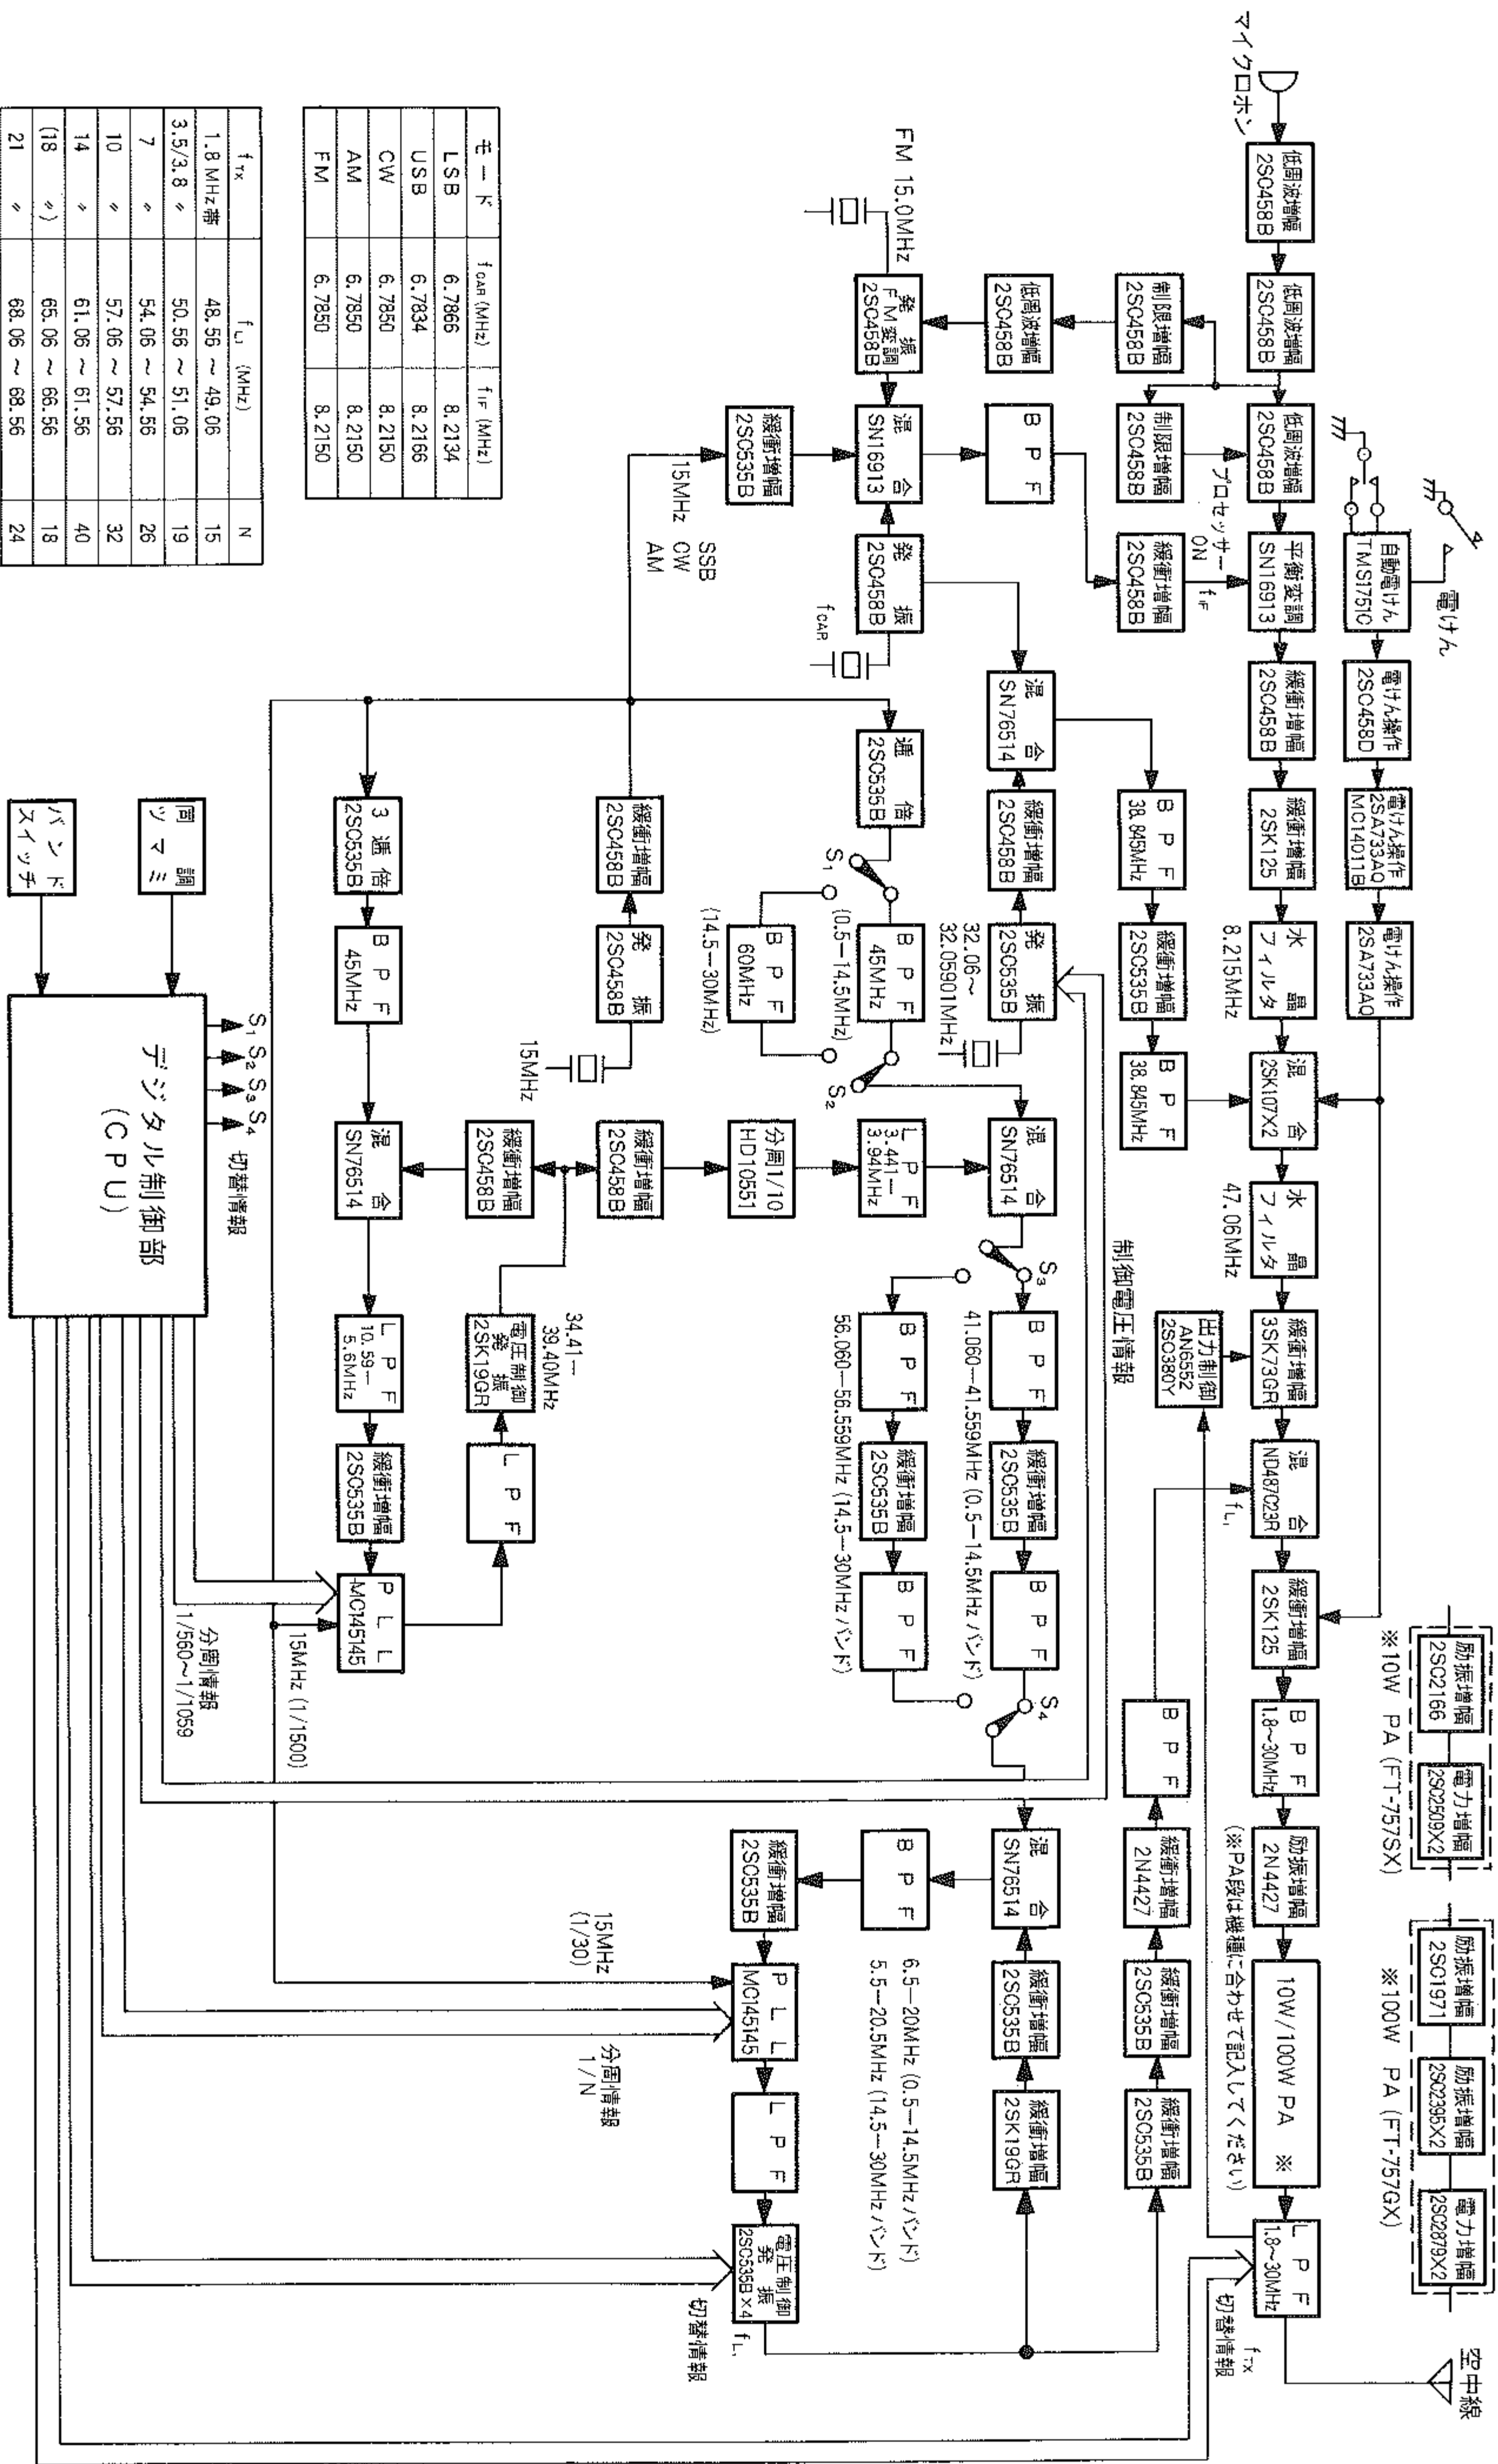 ※10W PA (FT-757SX)
励振増幅
2SC2166
電力増幅
2SC2509X2
※100W PA (FT-757GX)
励振増幅
2SC1971
励振増幅
2SC2395X2
電力増幅
2SC2879X2
空中線
電けん
自動電けん
TMS1751C
電けん操作
2SC458D
電けん操作
2SA733AQ
MC14011B
電けん操作
2SA733AQ
マイクロホン
低周波増幅
2SC458B
低周波増幅
2SC458B
低周波増幅
2SC458B
平衡変調
SN16913
緩衝増幅
2SC458B
緩衝増幅
2SK125
水晶
フィルタ
8.215MHz
混合
2SK107X2
水晶
フィルタ
47.06MHz
緩衝増幅
3SK73GR
混合
ND487C23R
緩衝増幅
2SK125
BPF
1.8~30MHz
励振増幅
2N4427
10W/100W PA ※
(※PA段は機種に合わせて記入してください)
LPF
1.8~30MHz
fTX
切替情報
制限増幅
2SC458B
制限増幅
2SC458B
プロセッサー
ON
fIF
緩衝増幅
2SC458B
BPF
38.845MHz
緩衝増幅
2SC535B
BPF
38.845MHz
出力制御
AN6552
2SC380Y
fL1
BPF
緩衝増幅
2N4427
緩衝増幅
2SC535B
緩衝増幅
2SC535B
低周波増幅
2SC458B
BPF
混合
SN76514
緩衝増幅
2SC458B
発振
2SC535B
32.06~
32.05901MHz
制御電圧情報
混合
SN76514
S3
BPF
41.060―41.559MHz (0.5―14.5MHzバンド)
緩衝増幅
2SC535B
BPF
S4
混合
SN76514
緩衝増幅
2SC535B
緩衝増幅
2SK19GR
FM 15.0MHz
発振
FM変調
2SC458B
混合
SN16913
発振
2SC458B
fCAR
逓倍
2SC535B
S1
BPF
45MHz
(0.5―14.5MHz)
S2
BPF
60MHz
(14.5―30MHz)
LPF
3.441―
3.94MHz
BPF
56.060―56.559MHz (14.5―30MHzバンド)
緩衝増幅
2SC535B
BPF
BPF
6.5―20MHz (0.5―14.5MHzバンド)
5.5―20.5MHz (14.5―30MHzバンド)
緩衝増幅
2SC535B
15MHz
SSB
CW
AM
分周1/10
HD10551
緩衝増幅
2SC535B
15MHz
(1/30)
PLL
MC145145
分周情報
1/N
LPF
電圧制御
発振
2SC535B×4
fL1
切替情報
緩衝増幅
2SC458B
発振
2SC458B
15MHz
緩衝増幅
2SC458B
緩衝増幅
2SC458B
34.41―
39.40MHz
電圧制御
発振
2SK19GR
LPF
3逓倍
2SC535B
BPF
45MHz
混合
SN76514
LPF
10.59―
5.6MHz
緩衝増幅
2SC535B
PLL
MC145145
15MHz (1/1500)
分周情報
1/560~1/1059
同調
ツマミ
バンド
スイッチ
デジタル制御部
(CPU)
S1 S2 S3 S4
切替情報
モード fCAR (MHz) fIF (MHz)
LSB 6.7866 8.2134
USB 6.7834 8.2166
CW 6.7850 8.2150
AM 6.7850 8.2150
FM 6.7850 8.2150
fTX fL1 (MHz) N
1.8MHz帯 48.56 ~ 49.06 15
3.5/3.8 〃 50.56 ~ 51.06 19
7 〃 54.06 ~ 54.56 26
10 〃 57.06 ~ 57.56 32
14 〃 61.06 ~ 61.56 40
(18 〃) 65.06 ~ 66.56 18
21 〃 68.06 ~ 68.56 24